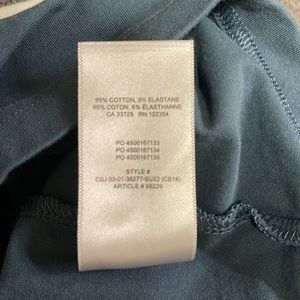 95% COTTON, 5% ELASTANE
95% COTON, 5% ÉLASTHANNE
CA 23725 RN 122354
PO 4500167133
PO 4500167134
PO 4500167135
STYLE #
CSJ 03-01-36277-SU22 (CB16)
ARTICLE # 98229